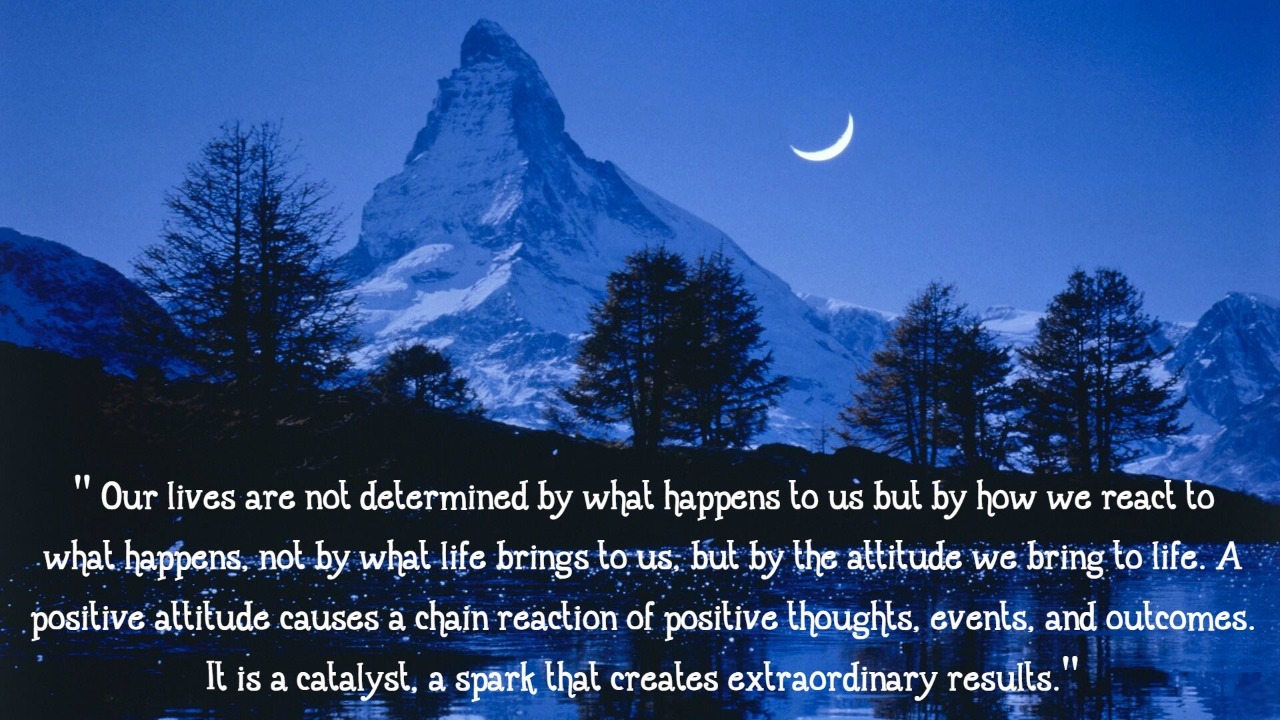 " Our lives are not determined by what happens to us but by how we react to
what happens, not by what life brings to us, but by the attitude we bring to life. A
positive attitude causes a chain reaction of positive thoughts, events, and outcomes.
It is a catalyst, a spark that creates extraordinary results."